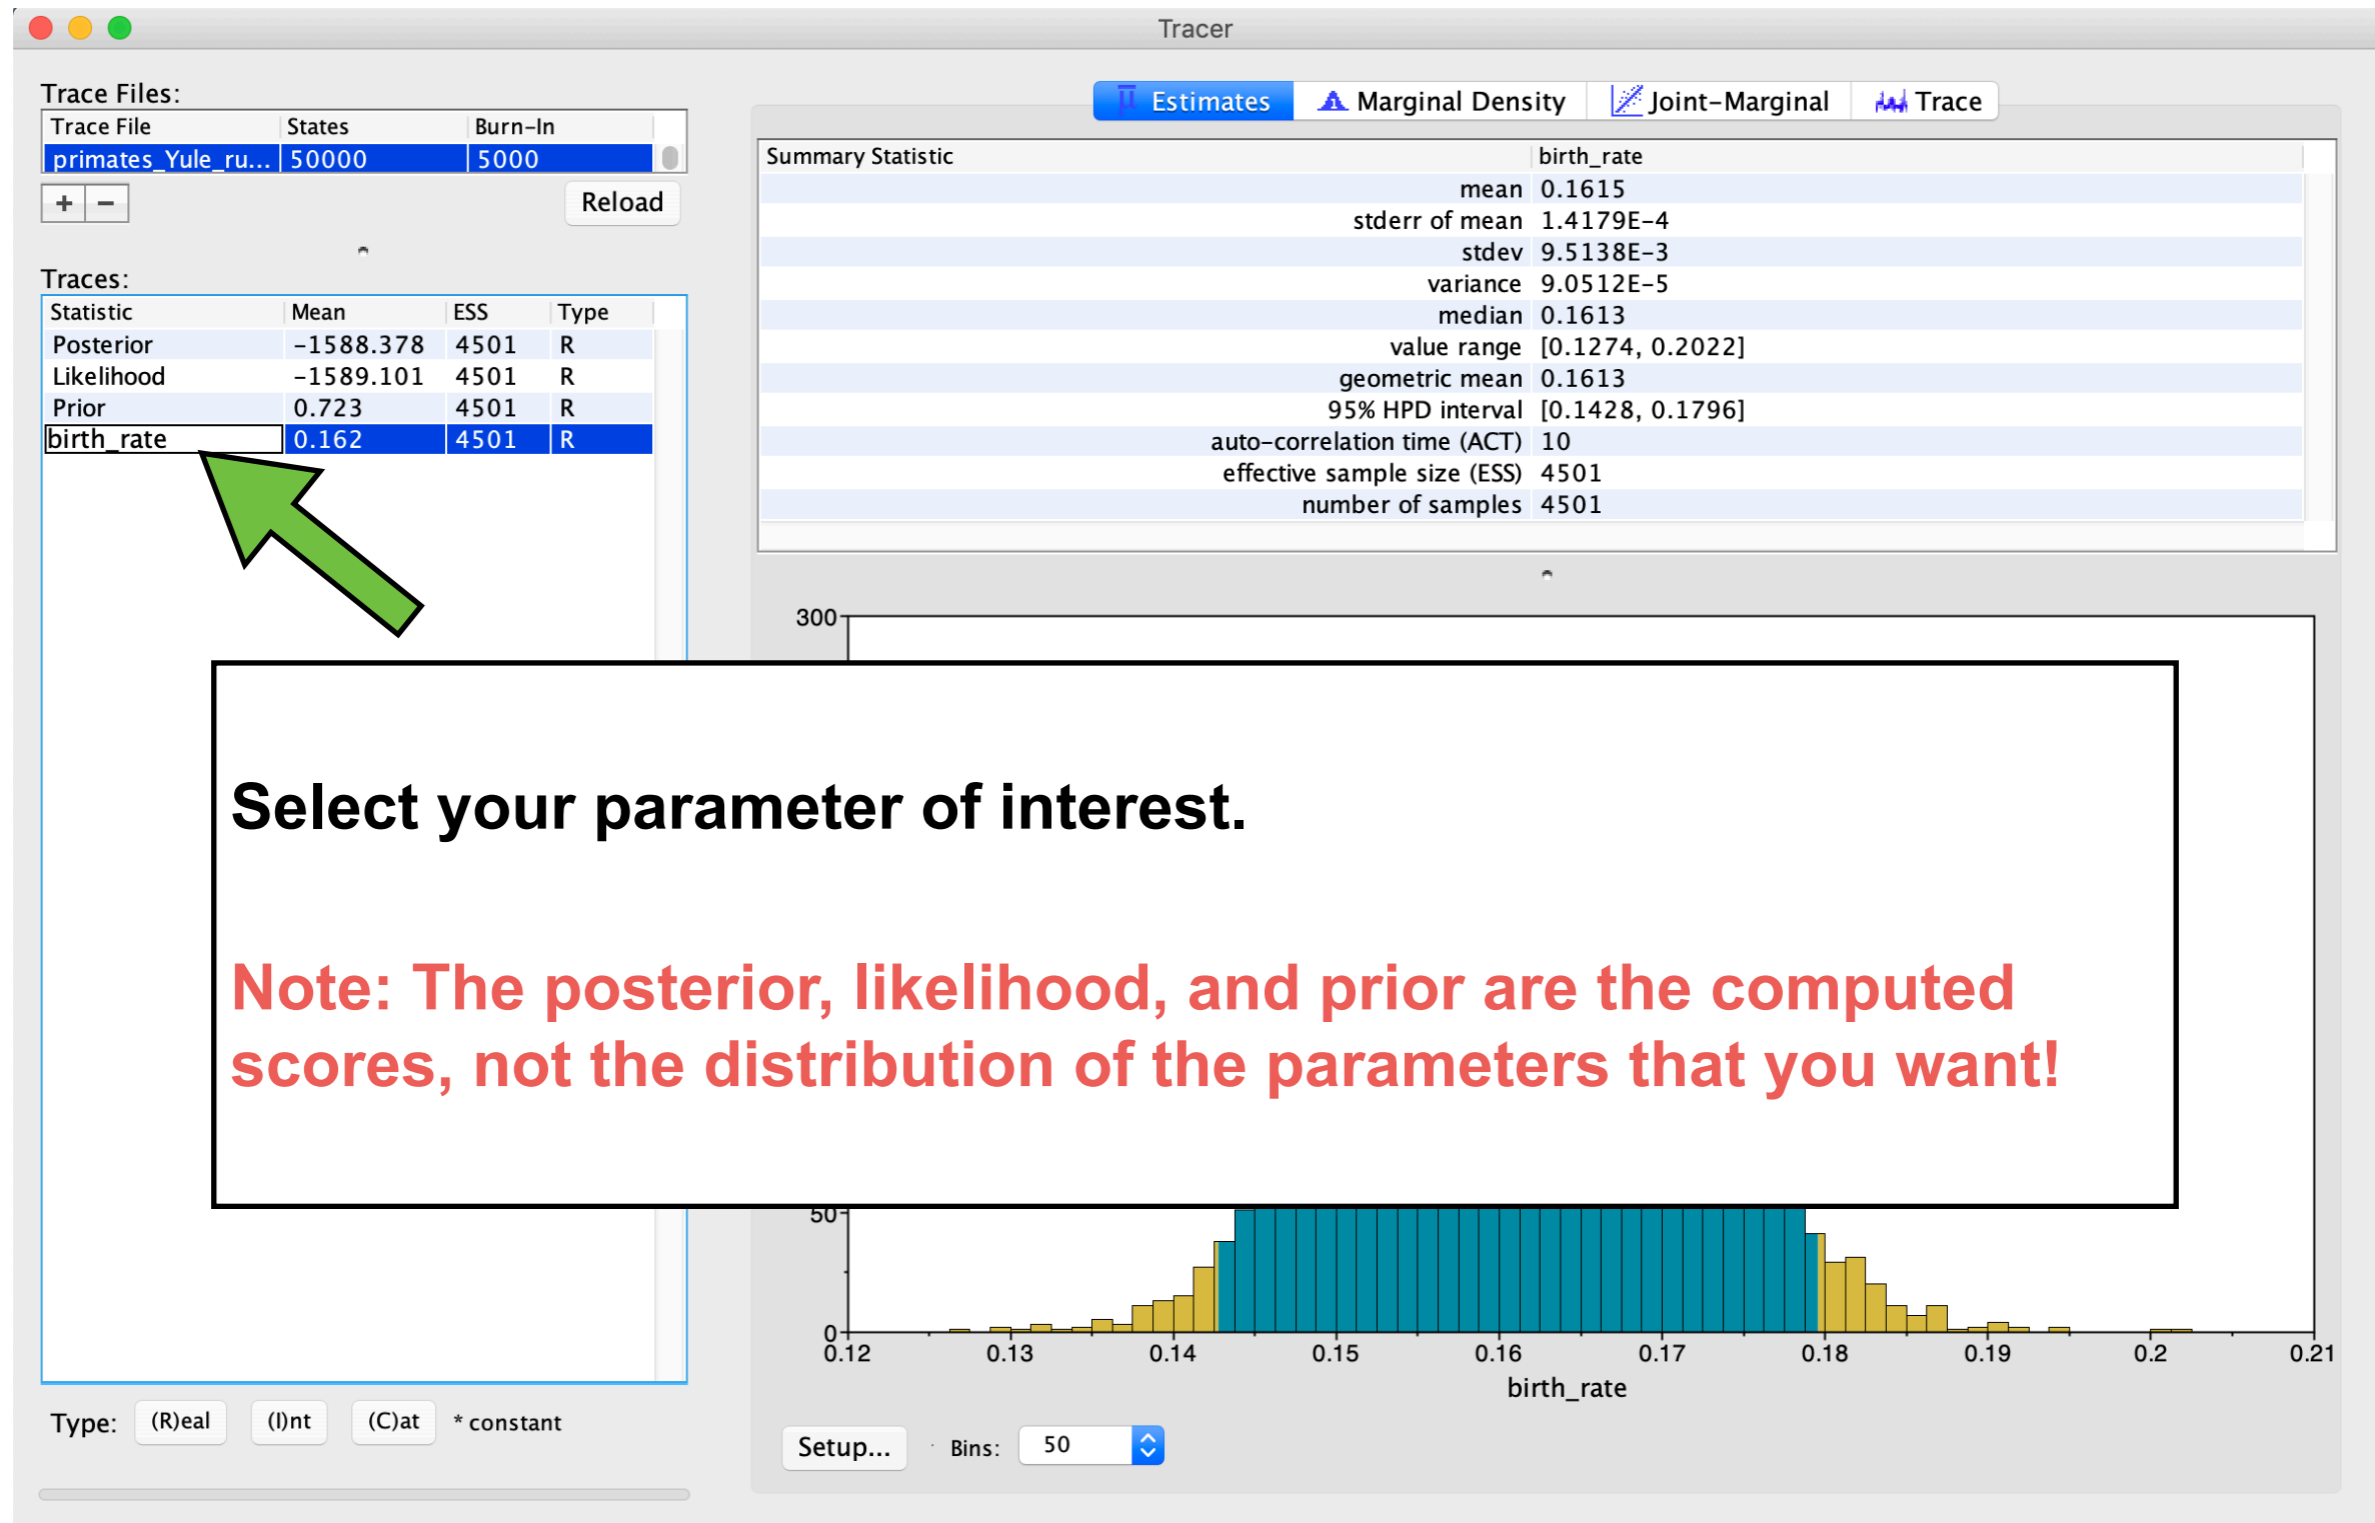 Tracer
Trace Files:
Trace File States Burn-In
primates_Yule_ru... 50000 5000
+ −
Reload
Traces:
Statistic Mean ESS Type
Posterior −1588.378 4501 R
Likelihood −1589.101 4501 R
Prior 0.723 4501 R
birth_rate 0.162 4501 R
Type: (R)eal (I)nt (C)at * constant
Estimates Marginal Density Joint-Marginal Trace
Summary Statistic birth_rate
mean 0.1615
stderr of mean 1.4179E-4
stdev 9.5138E-3
variance 9.0512E-5
median 0.1613
value range [0.1274, 0.2022]
geometric mean 0.1613
95% HPD interval [0.1428, 0.1796]
auto-correlation time (ACT) 10
effective sample size (ESS) 4501
number of samples 4501
300
Select your parameter of interest.
Note: The posterior, likelihood, and prior are the computed
scores, not the distribution of the parameters that you want!
50
0
0.12 0.13 0.14 0.15 0.16 0.17 0.18 0.19 0.2 0.21
birth_rate
Setup... Bins: 50